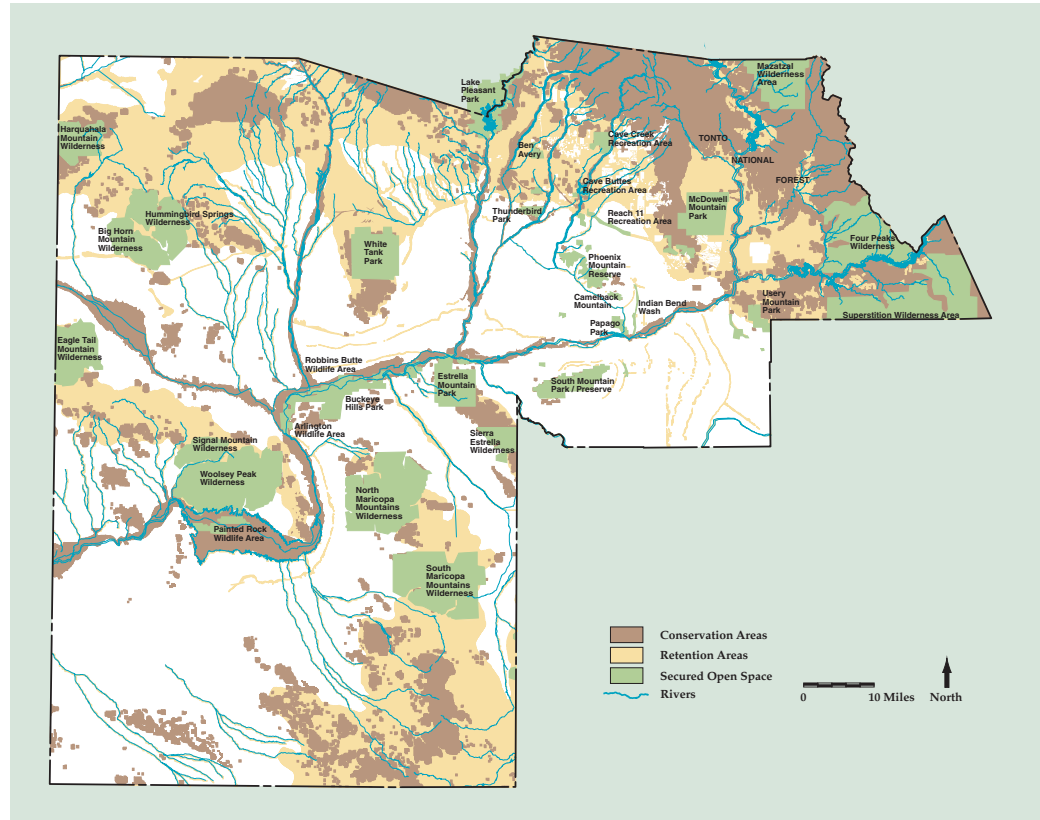 Lake
Pleasant
Park
Mazatzal
Wilderness
Area
Harquahala
Mountain
Wilderness
Ben
Avery
Cave Creek
Recreation Area
TONTO
NATIONAL
FOREST
Cave Buttes
Recreation Area
McDowell
Mountain
Park
Hummingbird Springs
Wilderness
Big Horn
Mountain
Wilderness
Thunderbird
Park
Reach 11
Recreation Area
White
Tank
Park
Four Peaks
Wilderness
Phoenix
Mountain
Reserve
Camelback
Mountain
Indian Bend
Wash
Usery
Mountain
Park
Superstition Wilderness Area
Papago
Park
Eagle Tail
Mountain
Wilderness
Robbins Butte
Wildlife Area
Estrella
Mountain
Park
South Mountain
Park / Preserve
Buckeye
Hills Park
Arlington
Wildlife Area
Sierra
Estrella
Wilderness
Signal Mountain
Wilderness
Woolsey Peak
Wilderness
North
Maricopa
Mountains
Wilderness
Painted Rock
Wildlife Area
South
Maricopa
Mountains
Wilderness
Conservation Areas
Retention Areas
Secured Open Space
Rivers
0 10 Miles
North